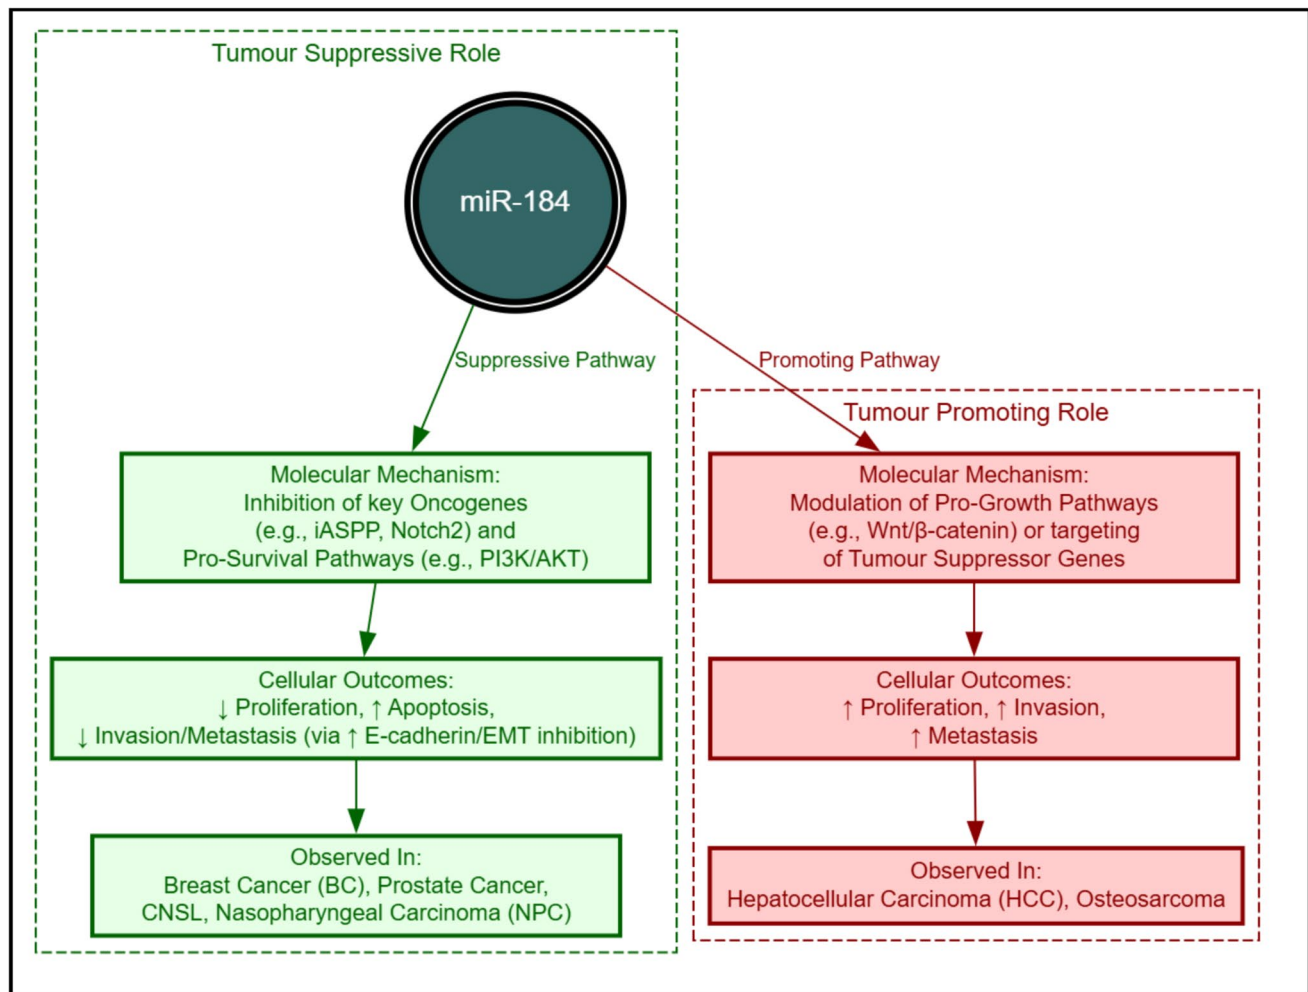 Tumour Suppressive Role
miR-184
Suppressive Pathway
Promoting Pathway
Tumour Promoting Role
Molecular Mechanism:
Inhibition of key Oncogenes
(e.g., iASPP, Notch2) and
Pro-Survival Pathways (e.g., PI3K/AKT)
Molecular Mechanism:
Modulation of Pro-Growth Pathways
(e.g., Wnt/β-catenin) or targeting
of Tumour Suppressor Genes
Cellular Outcomes:
↓ Proliferation, ↑ Apoptosis,
↓ Invasion/Metastasis (via ↑ E-cadherin/EMT inhibition)
Cellular Outcomes:
↑ Proliferation, ↑ Invasion,
↑ Metastasis
Observed In:
Breast Cancer (BC), Prostate Cancer,
CNSL, Nasopharyngeal Carcinoma (NPC)
Observed In:
Hepatocellular Carcinoma (HCC), Osteosarcoma